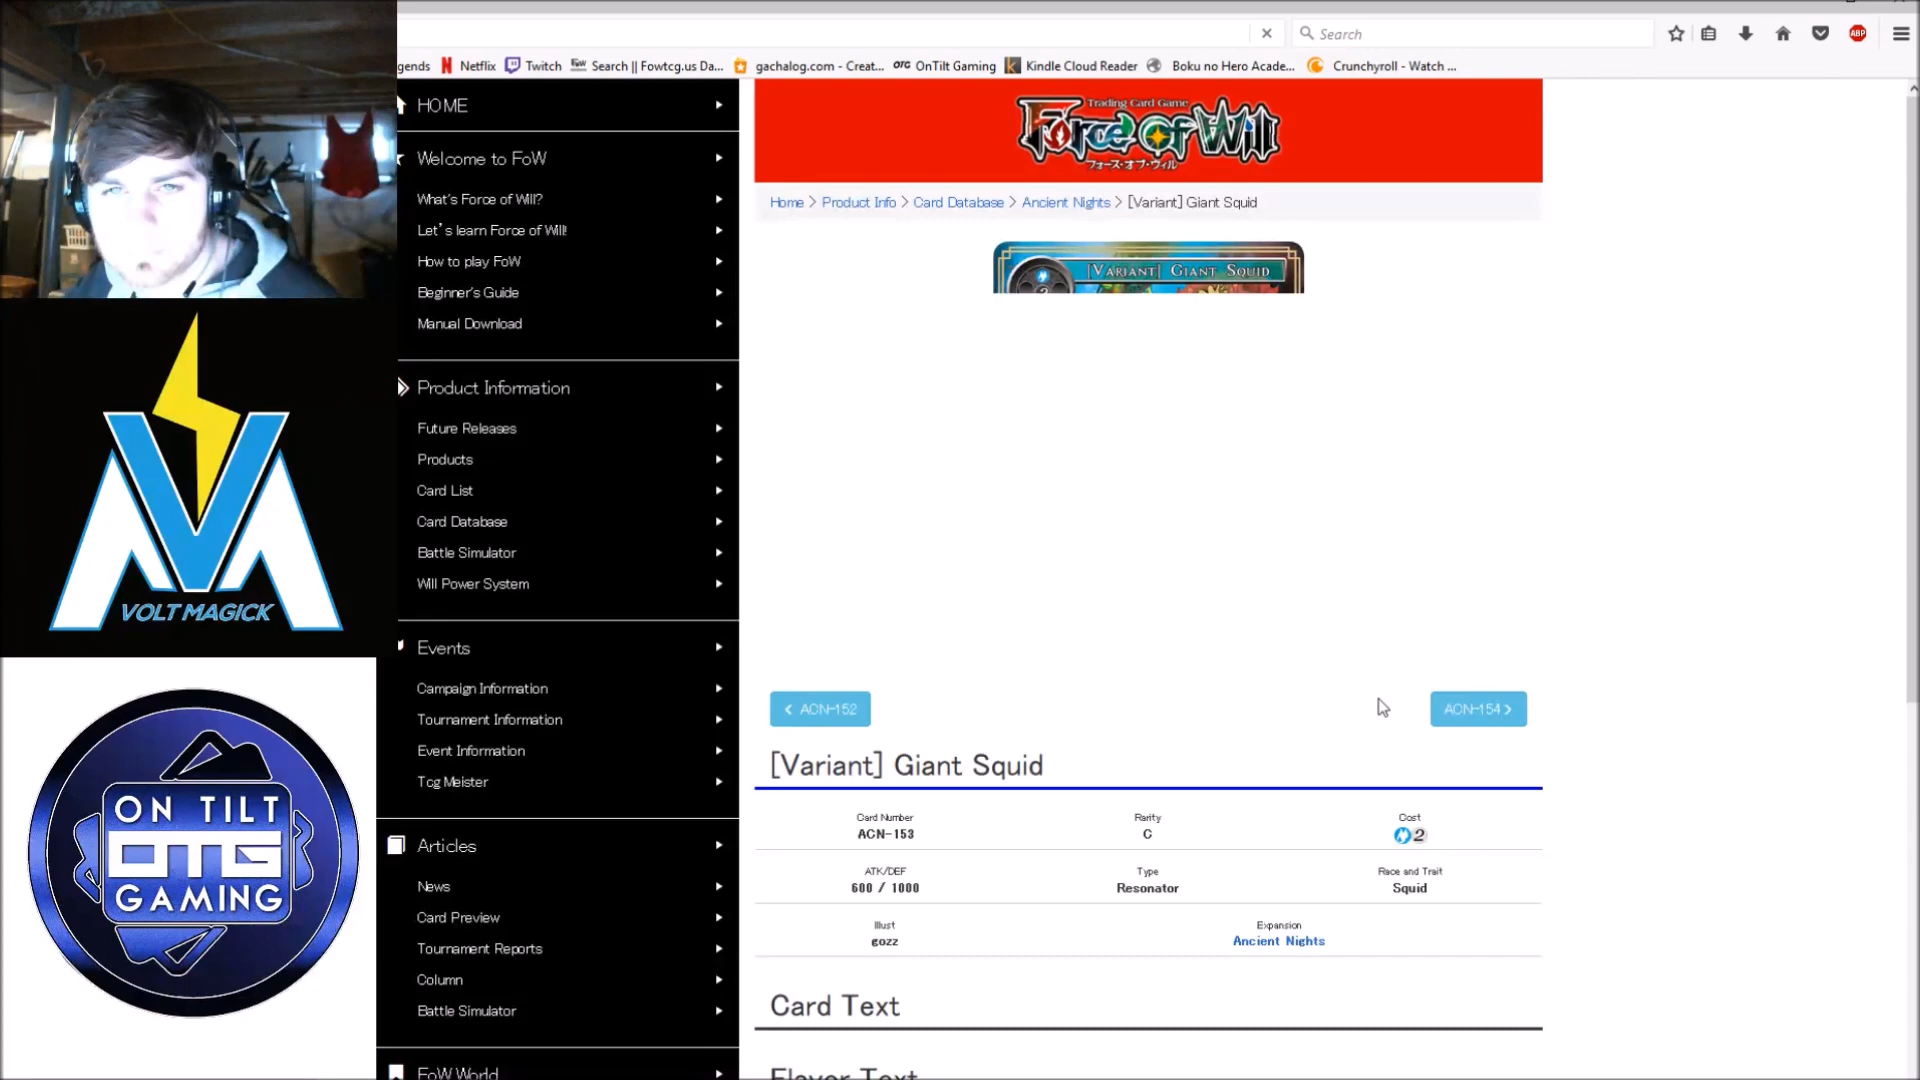 Search
gends
Netflix
Twitch
Search || Fowtcg.us Da...
gachalog.com - Creat...
OTG OnTilt Gaming
Kindle Cloud Reader
Boku no Hero Acade...
Crunchyroll - Watch ...
ABP
HOME
Welcome to FoW
What's Force of Will?
Let's learn Force of Will!
How to play FoW
Beginner's Guide
Manual Download
Product Information
Future Releases
Products
Card List
Card Database
Battle Simulator
Will Power System
Events
Campaign Information
Tournament Information
Event Information
Tcg Meister
Articles
News
Card Preview
Tournament Reports
Column
Battle Simulator
FoW World
Trading Card Game
Force of Will
フォース・オブ・ウィル
Home > Product Info > Card Database > Ancient Nights > [Variant] Giant Squid
[Variant] Giant Squid
2
< ACN-152
ACN-154 >
[Variant] Giant Squid
Card Number
ACN-153
Rarity
C
Cost
2
ATK/DEF
600 / 1000
Type
Resonator
Race and Trait
Squid
Illust
gozz
Expansion
Ancient Nights
Card Text
Flavor Text
VOLT MAGICK
ON TILT
OTG
GAMING